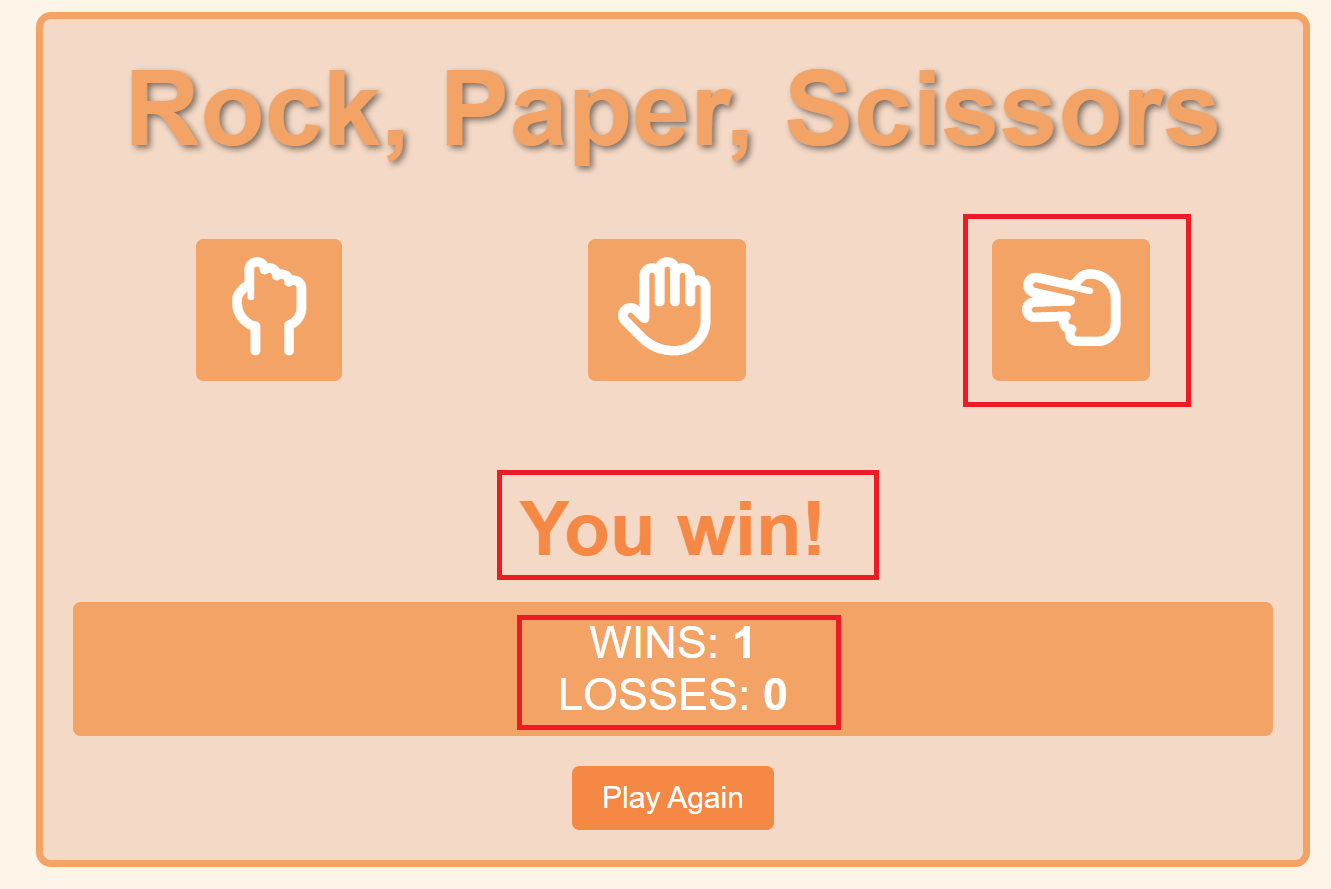 Rock, Paper, Scissors
You win!
WINS: 1
LOSSES: 0
Play Again